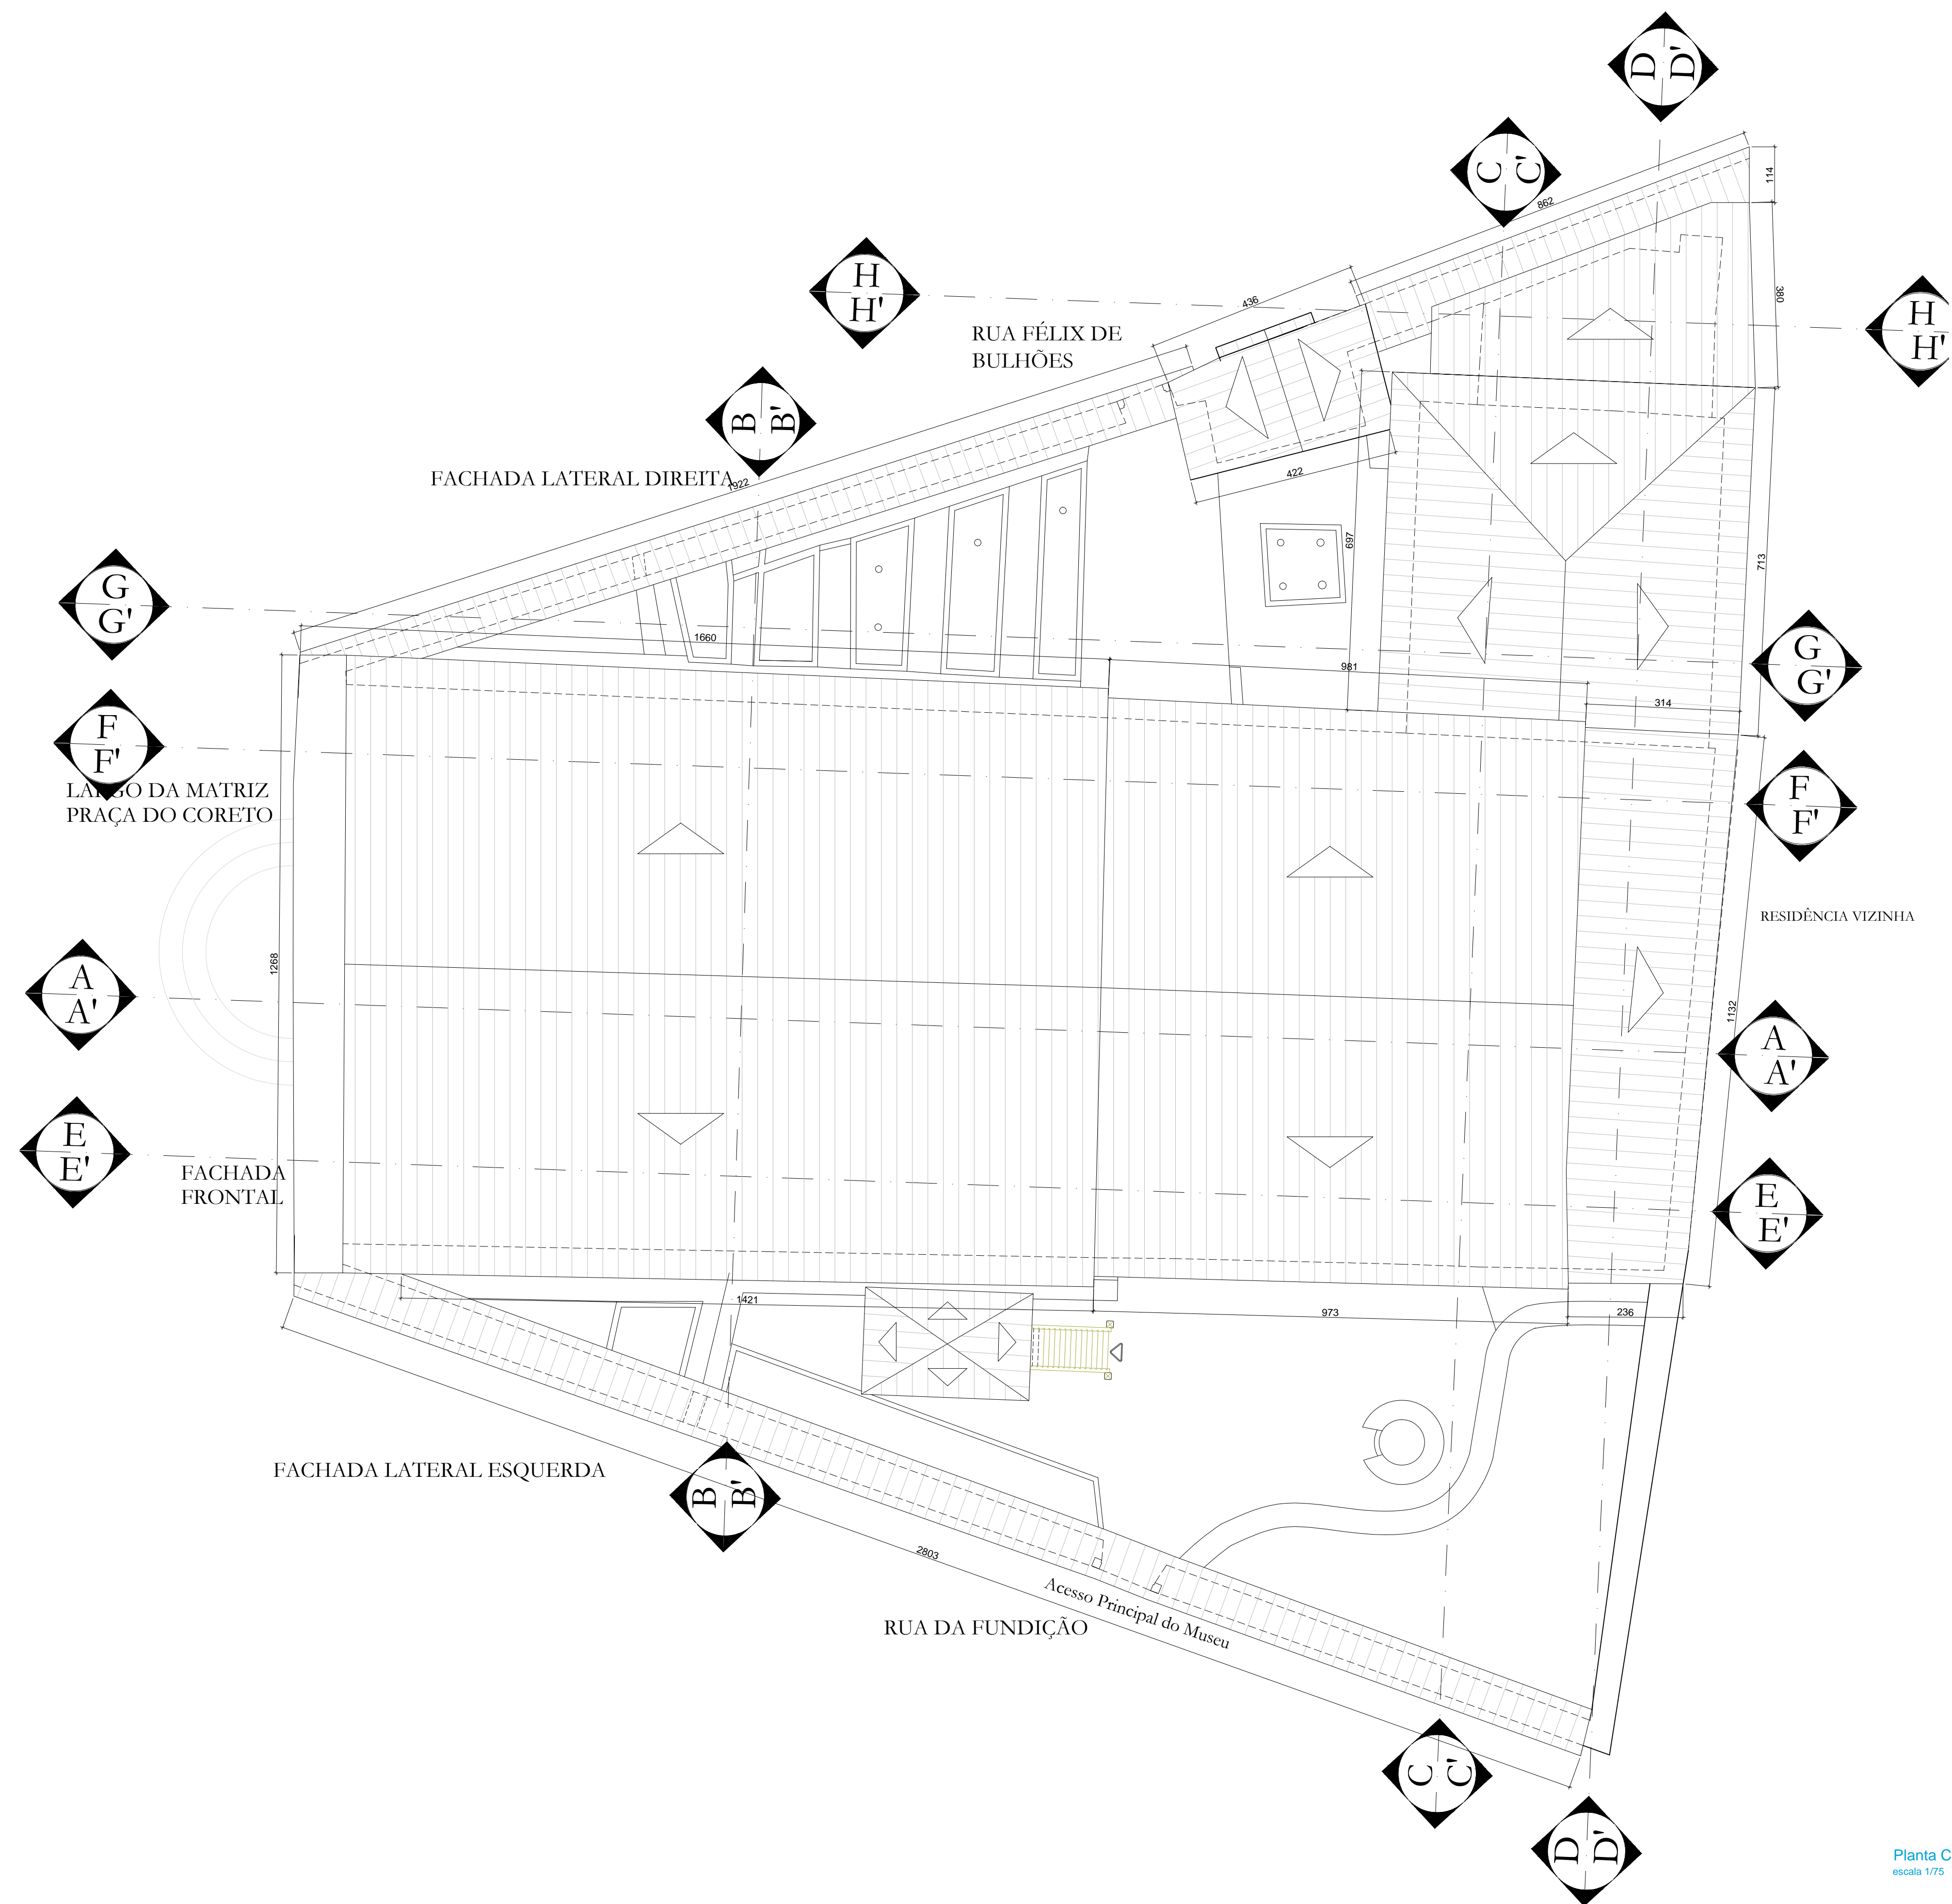 D
D'
C
C'
862
114
H
H'
436
380
H
H'
RUA FÉLIX DE
BULHÕES
B
B'
FACHADA LATERAL DIREITA
1922
422
697
713
G
G'
1660
981
G
G'
314
F
F'
LARGO DA MATRIZ
PRAÇA DO CORETO
F
F'
RESIDÊNCIA VIZINHA
1268
A
A'
1132
A
A'
E
E'
FACHADA
FRONTAL
E
E'
1421
973
236
FACHADA LATERAL ESQUERDA
B
B'
2803
Acesso Principal do Museu
RUA DA FUNDIÇÃO
C
C'
D
D'
Planta C
escala 1/75